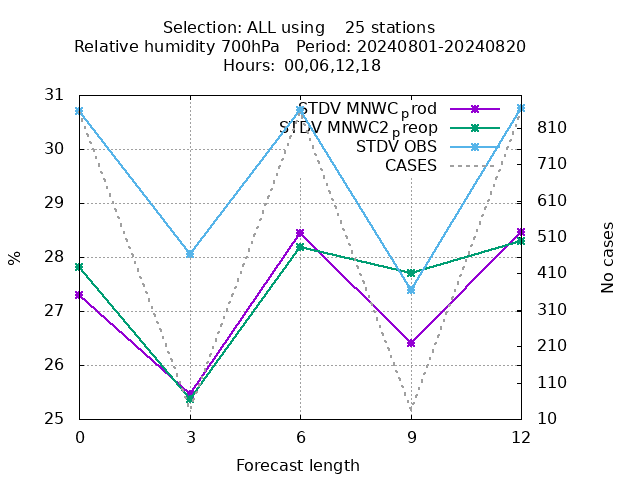 Selection: ALL using    25 stations
Relative humidity 700hPa   Period: 20240801-20240820
Hours: 00,06,12,18
STDV MNWC_prod
STDV MNWC2_preop
STDV OBS
CASES
31
30
29
28
27
26
25
%
810
710
610
510
410
310
210
110
10
No cases
0 3 6 9 12
Forecast length